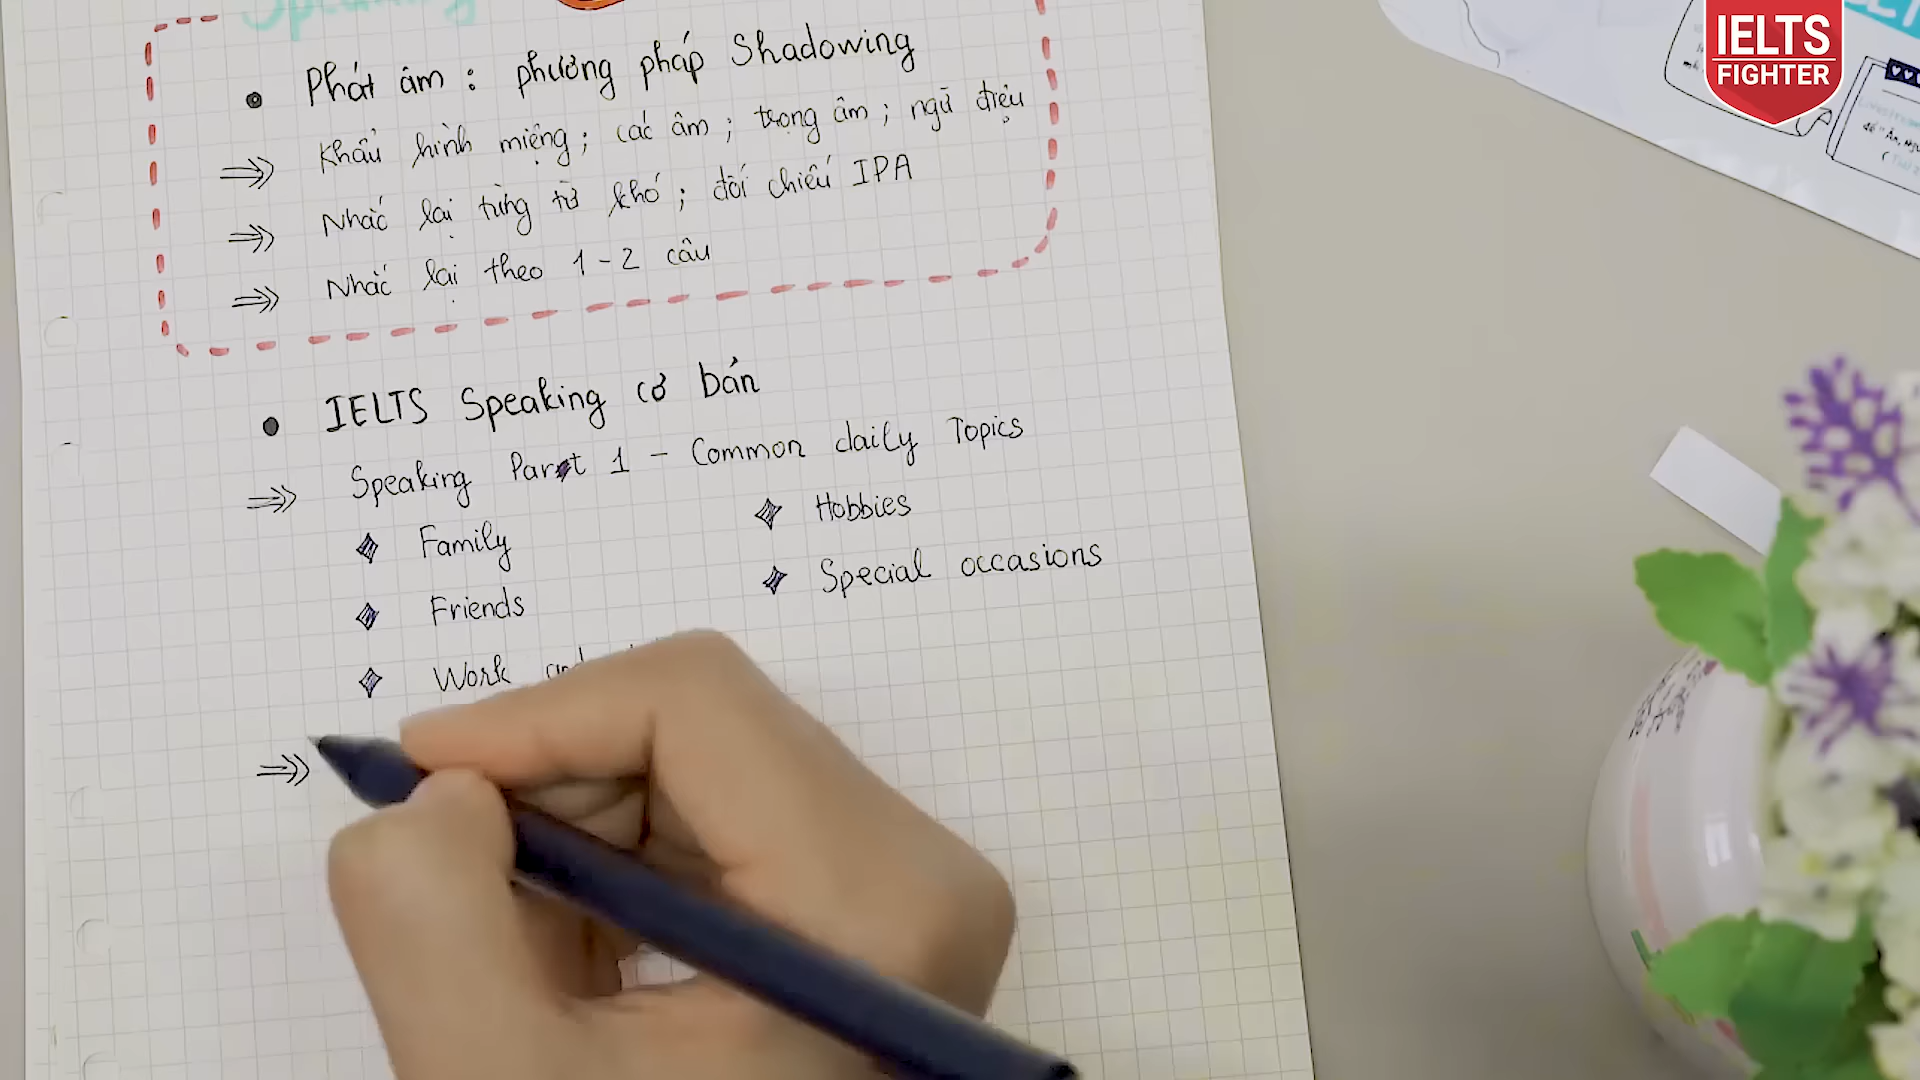 Speaking
• Phát âm : phương pháp Shadowing
⇒ Khẩu hình miệng ; các âm ; trọng âm ; ngữ điệu
⇒ Nhắc lại từng từ khó ; đối chiếu IPA
⇒ Nhắc lại theo 1 - 2 câu
• IELTS Speaking cơ bản
⇒ Speaking Part 1 - Common daily Topics
Family
Hobbies
Friends
Special occasions
Work and
IELTS
FIGHTER